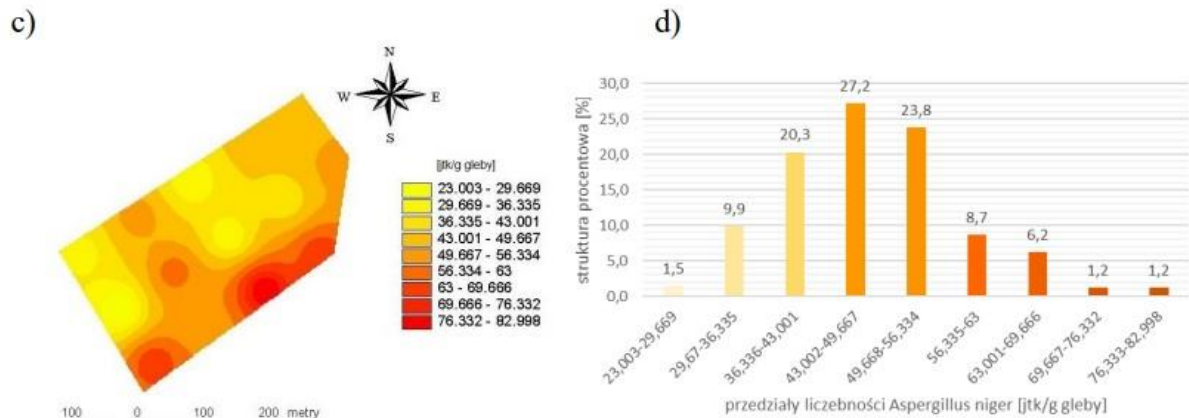 c)
N
W E
S
[jtk/g gleby]
23.003 - 29.669
29.669 - 36.335
36.335 - 43.001
43.001 - 49.667
49.667 - 56.334
56.334 - 63
63 - 69.666
69.666 - 76.332
76.332 - 82.998
100 0 100 200 metry
d)
struktura procentowa [%]
30,0
25,0
20,0
15,0
10,0
5,0
0,0
1,5
9,9
20,3
27,2
23,8
8,7
6,2
1,2
1,2
23,003-29,669
29,67-36,335
36,336-43,001
43,002-49,667
49,668-56,334
56,335-63
63,001-69,666
69,667-76,332
76,333-82,998
przedziały liczebności Aspergillus niger [jtk/g gleby]